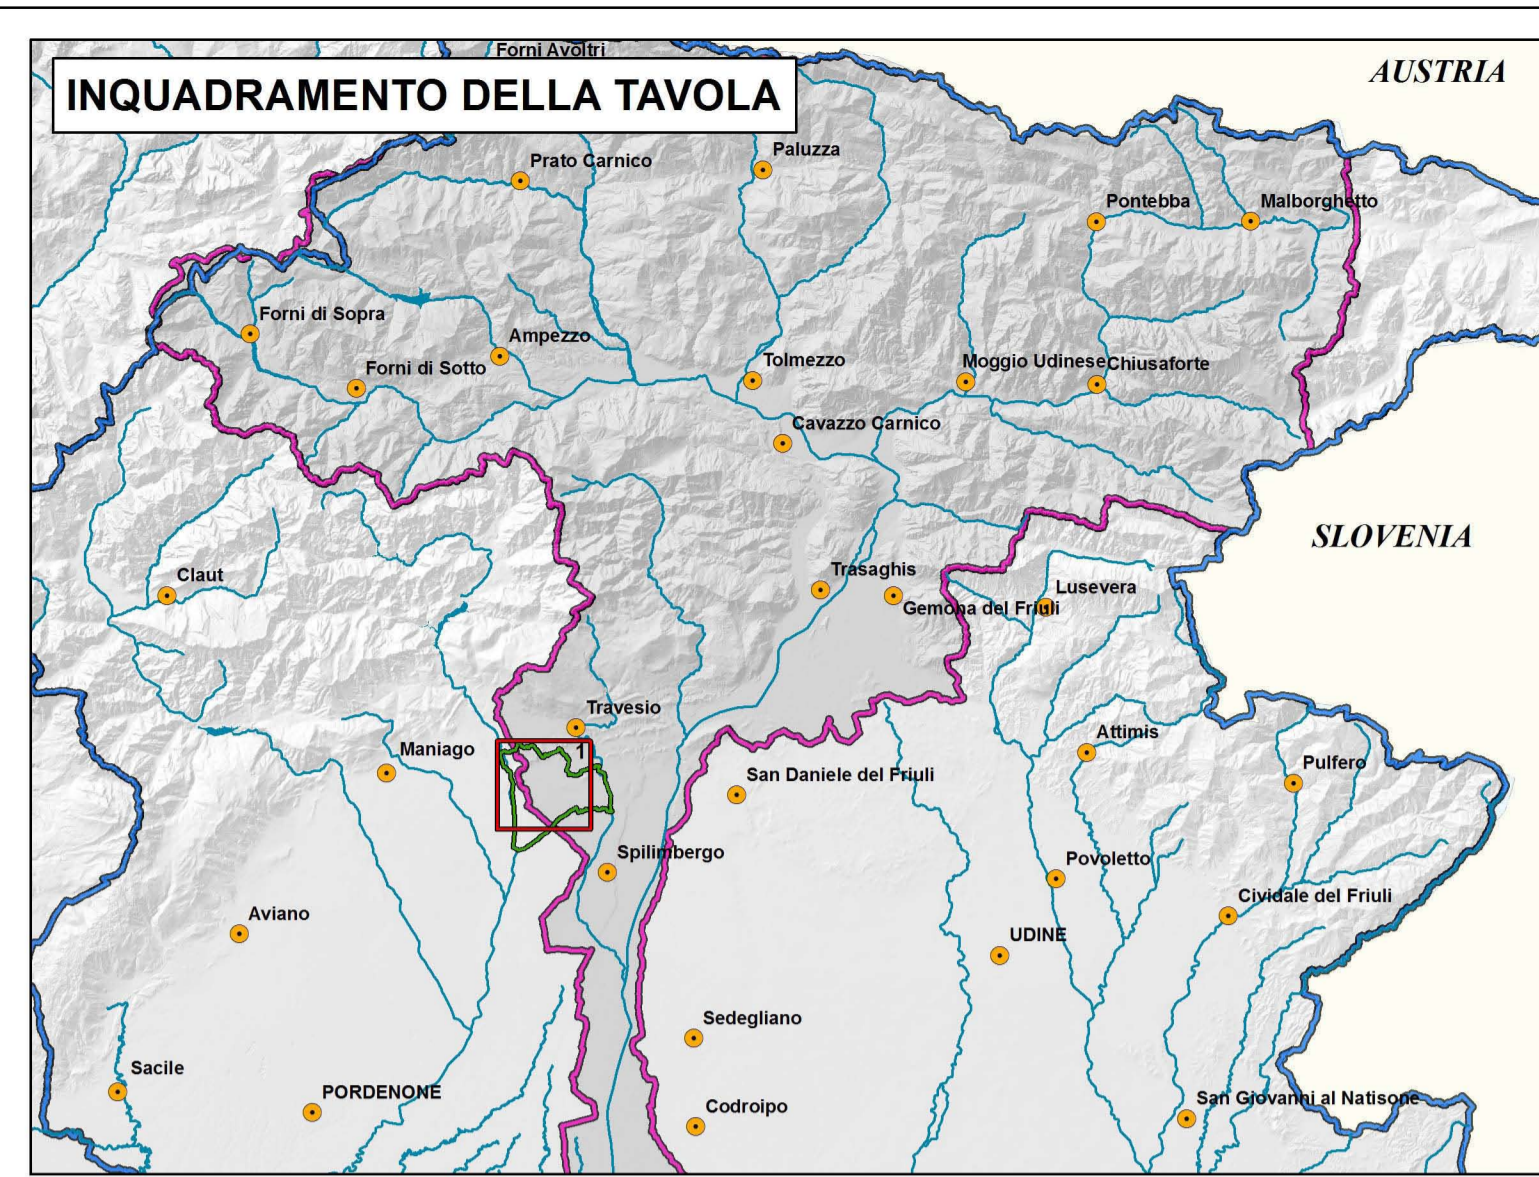 Forni Avoltri
AUSTRIA
INQUADRAMENTO DELLA TAVOLA
Paluzza
Prato Carnico
Pontebba
Malborghetto
Forni di Sopra
Ampezzo
Tolmezzo
Moggio Udinese
Chiusaforte
Forni di Sotto
Cavazzo Carnico
SLOVENIA
Trasaghis
Claut
Lusevera
Gemona del Friuli
Travesio
Attimis
Maniago
1
Pulfero
San Daniele del Friuli
Spilimbergo
Povoletto
Cividale del Friuli
Aviano
UDINE
Sedegliano
Sacile
PORDENONE
San Giovanni al Natisone
Codroipo